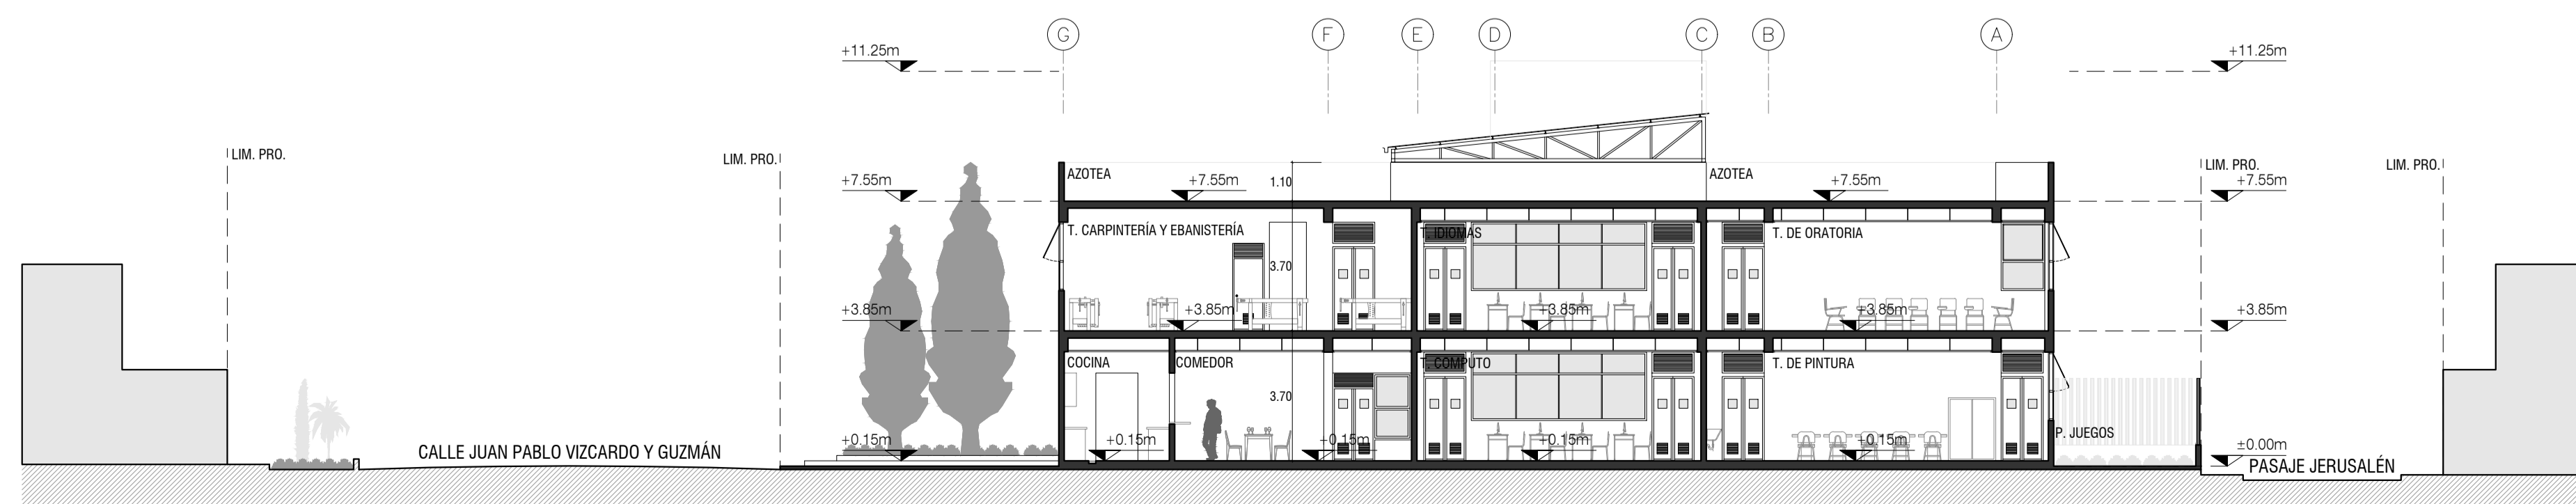 G F E D C B A
+11.25m +11.25m
LIM. PRO. LIM. PRO. LIM. PRO. LIM. PRO.
AZOTEA 1.10 AZOTEA
+7.55m +7.55m +7.55m +7.55m
T. CARPINTERÍA Y EBANISTERÍA T. IDIOMAS T. DE ORATORIA
3.70
+3.85m +3.85m +3.85m +3.85m +3.85m
COCINA COMEDOR T. COMPUTO T. DE PINTURA
3.70
P. JUEGOS
+0.15m +0.15m +0.15m +0.15m +0.15m ±0.00m
CALLE JUAN PABLO VIZCARDO Y GUZMÁN
PASAJE JERUSALÉN